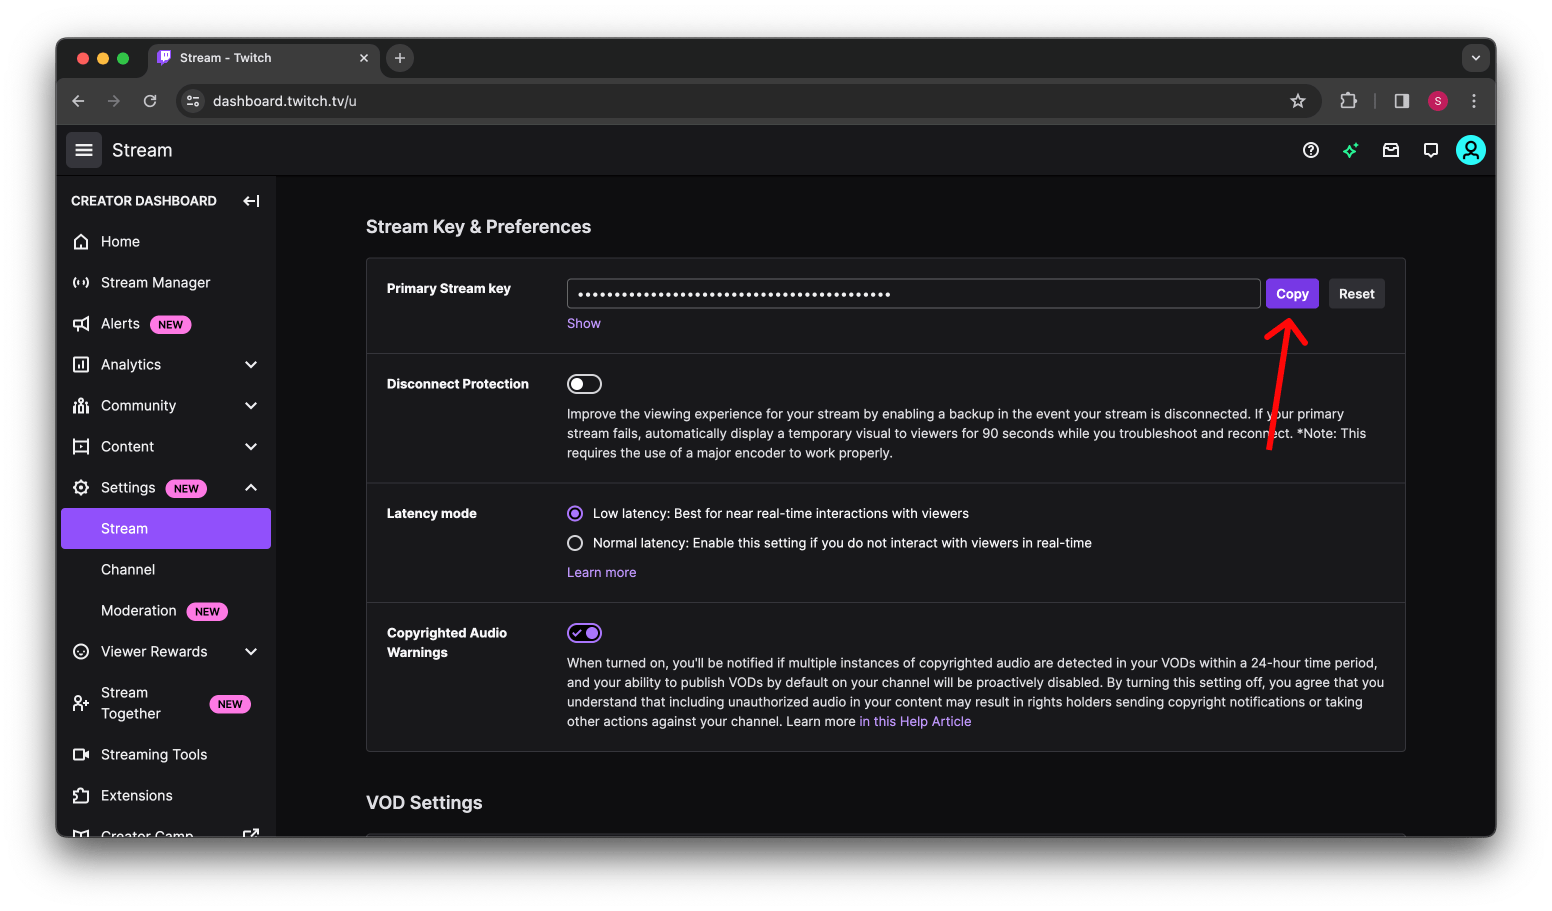 Stream - Twitch
dashboard.twitch.tv/u
S
Stream
CREATOR DASHBOARD
Home
Stream Manager
Alerts NEW
Analytics
Community
Content
Settings NEW
Stream
Channel
Moderation NEW
Viewer Rewards
Stream
Together NEW
Streaming Tools
Extensions
Creator Camp
Stream Key & Preferences
Primary Stream key
••••••••••••••••••••••••••••••••••••••••••••
Copy
Reset
Show
Disconnect Protection
Improve the viewing experience for your stream by enabling a backup in the event your stream is disconnected. If your primary
stream fails, automatically display a temporary visual to viewers for 90 seconds while you troubleshoot and reconnect. *Note: This
requires the use of a major encoder to work properly.
Latency mode
Low latency: Best for near real-time interactions with viewers
Normal latency: Enable this setting if you do not interact with viewers in real-time
Learn more
Copyrighted Audio
Warnings
When turned on, you'll be notified if multiple instances of copyrighted audio are detected in your VODs within a 24-hour time period,
and your ability to publish VODs by default on your channel will be proactively disabled. By turning this setting off, you agree that you
understand that including unauthorized audio in your content may result in rights holders sending copyright notifications or taking
other actions against your channel. Learn more in this Help Article
VOD Settings